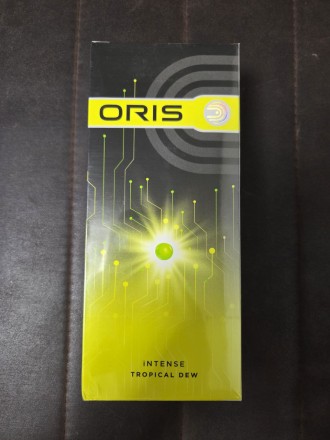 ORIS
INTENSE
TROPICAL DEW